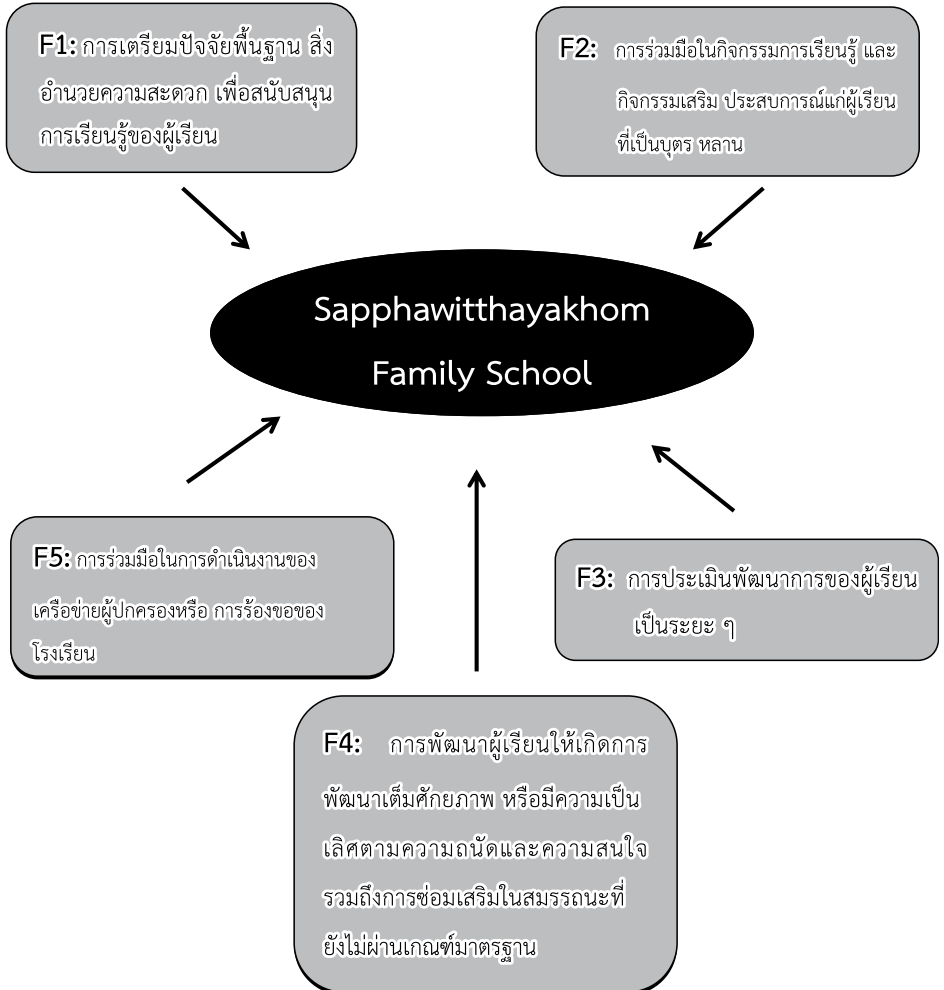 F1: การเตรียมปัจจัยพื้นฐาน สิ่ง
อำนวยความสะดวก เพื่อสนับสนุน
การเรียนรู้ของผู้เรียน
F2: การร่วมมือในกิจกรรมการเรียนรู้ และ
กิจกรรมเสริม ประสบการณ์แก่ผู้เรียน
ที่เป็นบุตร หลาน
Sapphawitthayakhom
Family School
F5: การร่วมมือในการดำเนินงานของ
เครือข่ายผู้ปกครองหรือ การร้องขอของ
โรงเรียน
F3: การประเมินพัฒนาการของผู้เรียน
เป็นระยะ ๆ
F4: การพัฒนาผู้เรียนให้เกิดการ
พัฒนาเต็มศักยภาพ หรือมีความเป็น
เลิศตามความถนัดและความสนใจ
รวมถึงการซ่อมเสริมในสมรรถนะที่
ยังไม่ผ่านเกณฑ์มาตรฐาน